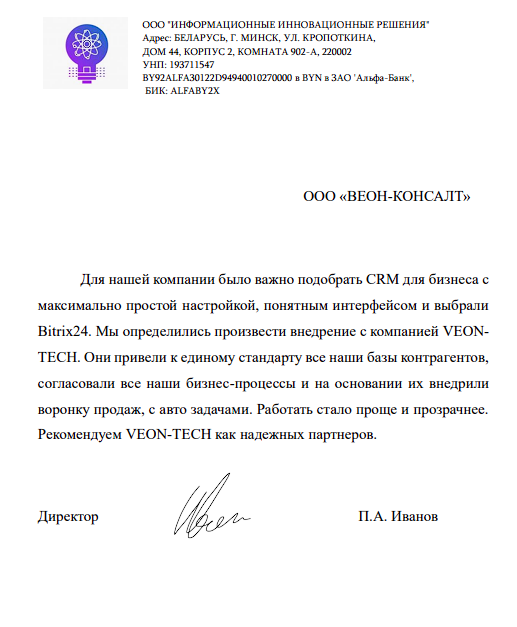 ООО "ИНФОРМАЦИОННЫЕ ИННОВАЦИОННЫЕ РЕШЕНИЯ"
Адрес: БЕЛАРУСЬ, Г. МИНСК, УЛ. КРОПОТКИНА,
ДОМ 44, КОРПУС 2, КОМНАТА 902-А, 220002
УНП: 193711547
BY92ALFA30122D94940010270000 в BYN в ЗАО 'Альфа-Банк',
БИК: ALFABY2X
ООО «ВЕОН-КОНСАЛТ»
Для нашей компании было важно подобрать CRM для бизнеса с
максимально простой настройкой, понятным интерфейсом и выбрали
Bitrix24. Мы определились произвести внедрение с компанией VEON-
TECH. Они привели к единому стандарту все наши базы контрагентов,
согласовали все наши бизнес-процессы и на основании их внедрили
воронку продаж, с авто задачами. Работать стало проще и прозрачнее.
Рекомендуем VEON-TECH как надежных партнеров.
Директор П.А. Иванов